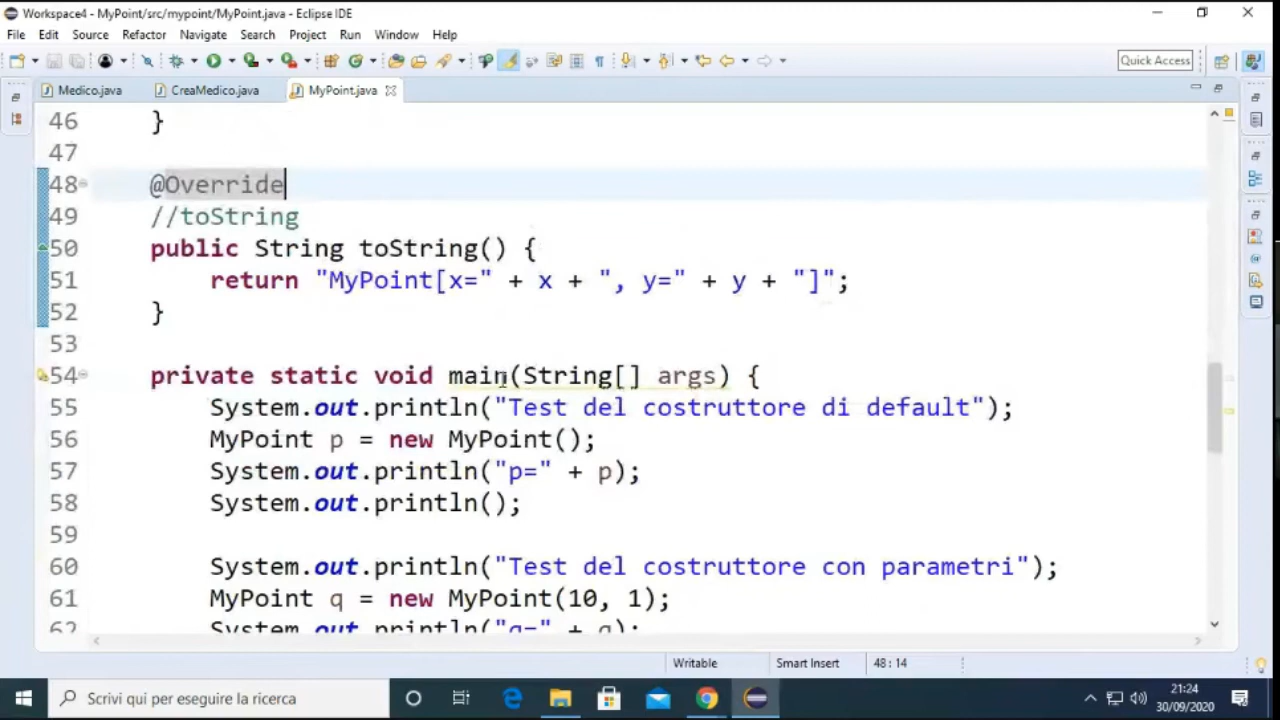 Workspace4 - MyPoint/src/mypoint/MyPoint.java - Eclipse IDE
File Edit Source Refactor Navigate Search Project Run Window Help
Quick Access
Medico.java CreaMedico.java MyPoint.java
46 }
47
48 @Override
49 //toString
50 public String toString() {
51 return "MyPoint[x=" + x + ", y=" + y + "]";
52 }
53
54 private static void main(String[] args) {
55 System.out.println("Test del costruttore di default");
56 MyPoint p = new MyPoint();
57 System.out.println("p=" + p);
58 System.out.println();
59
60 System.out.println("Test del costruttore con parametri");
61 MyPoint q = new MyPoint(10, 1);
62 System.out.println("q=" + q);
Writable Smart Insert 48 : 14
Scrivi qui per eseguire la ricerca
21:24
30/09/2020